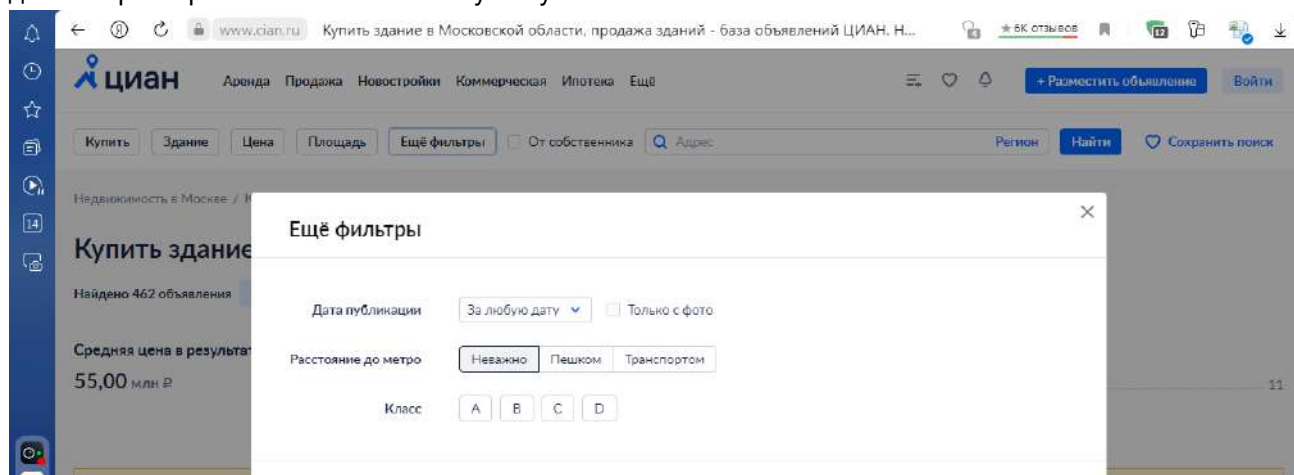 www.cian.ru Купить здание в Московской области, продажа зданий - база объявлений ЦИАН. Н... ★ 6К отзывов 12
циан Аренда Продажа Новостройки Коммерческая Ипотека Ещё + Разместить объявление Войти
Купить Здание Цена Площадь Ещё фильтры От собственника Адрес Регион Найти Сохранить поиск
14
Недвижимость в Москве /
Купить здание
Найдено 462 объявления
Средняя цена в результат
55,00 млн ₽
11
Ещё фильтры
Дата публикации За любую дату Только с фото
Расстояние до метро Неважно Пешком Транспортом
Класс A B C D